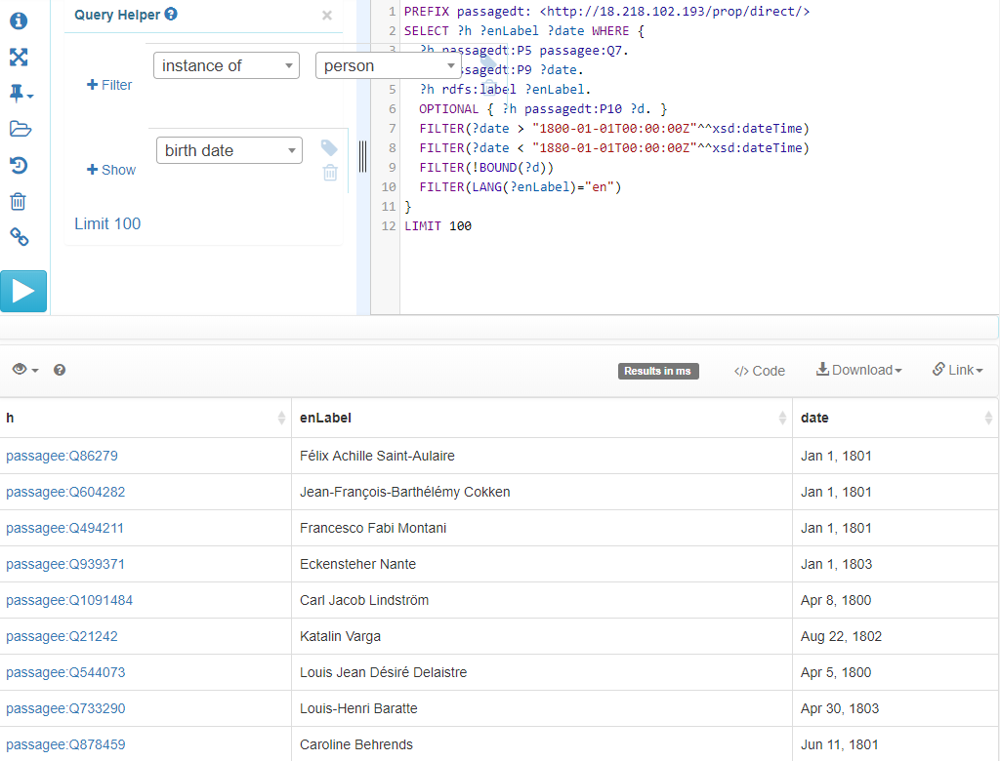 Query Helper
Filter
instance of
person
Show
birth date
Limit 100
1 PREFIX passagedt: <http://18.218.102.193/prop/direct/>
2 SELECT ?h ?enLabel ?date WHERE {
3 ?h passagedt:P5 passagee:Q7.
ssagedt:P9 ?date.
5 ?h rdfs:label ?enLabel.
6 OPTIONAL { ?h passagedt:P10 ?d. }
7 FILTER(?date > "1800-01-01T00:00:00Z"^^xsd:dateTime)
8 FILTER(?date < "1880-01-01T00:00:00Z"^^xsd:dateTime)
9 FILTER(!BOUND(?d))
10 FILTER(LANG(?enLabel)="en")
11 }
12 LIMIT 100
Results in ms </> Code Download Link
h enLabel date
passagee:Q86279 Félix Achille Saint-Aulaire Jan 1, 1801
passagee:Q604282 Jean-François-Barthélémy Cokken Jan 1, 1801
passagee:Q494211 Francesco Fabi Montani Jan 1, 1801
passagee:Q939371 Eckensteher Nante Jan 1, 1803
passagee:Q1091484 Carl Jacob Lindström Apr 8, 1800
passagee:Q21242 Katalin Varga Aug 22, 1802
passagee:Q544073 Louis Jean Désiré Delaistre Apr 5, 1800
passagee:Q733290 Louis-Henri Baratte Apr 30, 1803
passagee:Q878459 Caroline Behrends Jun 11, 1801